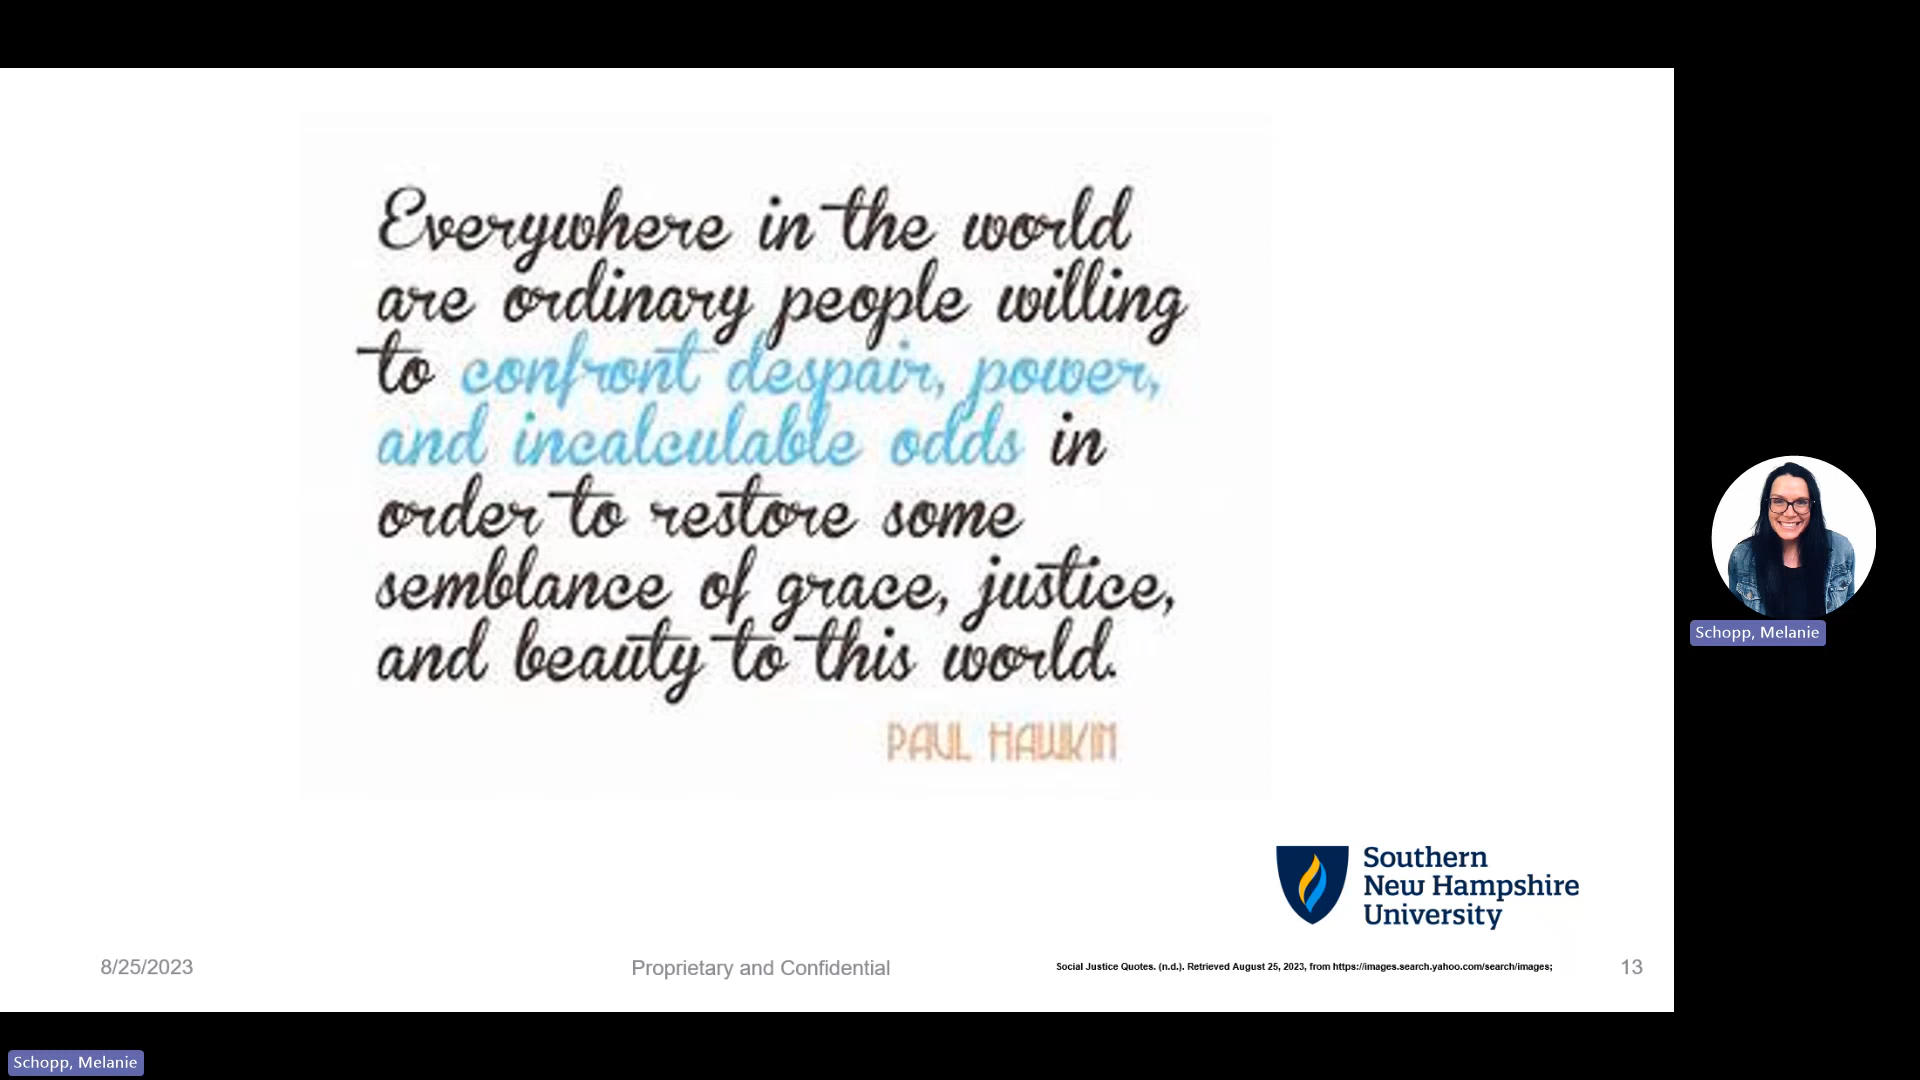 Everywhere in the world
are ordinary people willing
to confront despair, power,
and incalculable odds in
order to restore some
semblance of grace, justice,
and beauty to this world.
PAUL HAWKIN
Southern
New Hampshire
University
8/25/2023
Proprietary and Confidential
Social Justice Quotes. (n.d.). Retrieved August 25, 2023, from https://images.search.yahoo.com/search/images;
13
Schopp, Melanie
Schopp, Melanie